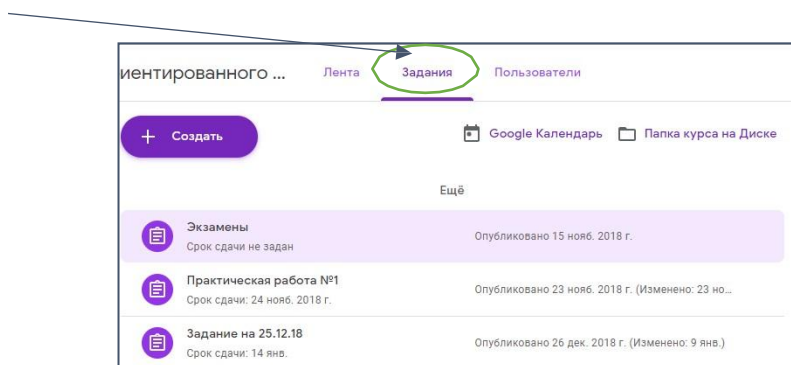 иентированного ... Лента Задания Пользователи
+ Создать Google Календарь Папка курса на Диске
Ещё
Экзамены
Срок сдачи не задан Опубликовано 15 нояб. 2018 г.
Практическая работа №1
Срок сдачи: 24 нояб. 2018 г. Опубликовано 23 нояб. 2018 г. (Изменено: 23 но...
Задание на 25.12.18
Срок сдачи: 14 янв. Опубликовано 26 дек. 2018 г. (Изменено: 9 янв.)